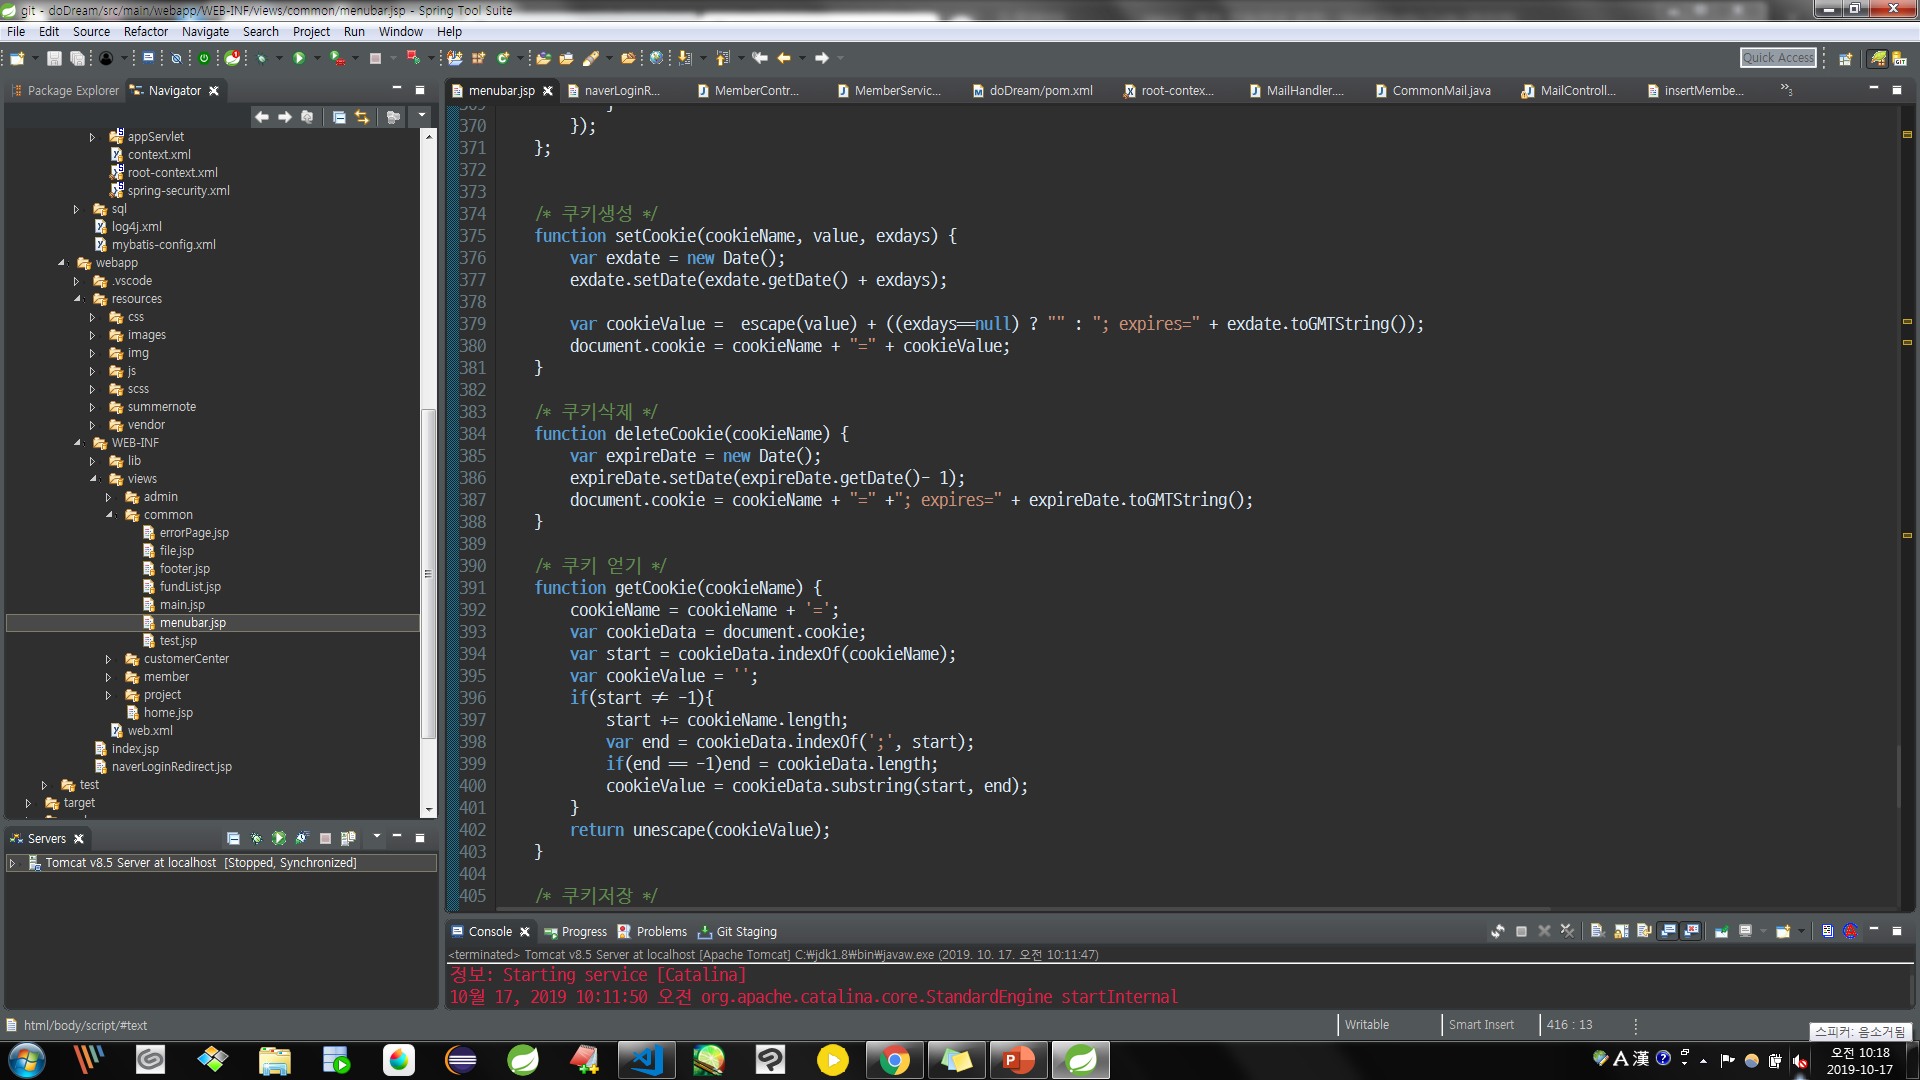 git - doDream/src/main/webapp/WEB-INF/views/common/menubar.jsp - Spring Tool Suite
File Edit Source Refactor Navigate Search Project Run Window Help
Quick Access
Package Explorer Navigator
appServlet
context.xml
root-context.xml
spring-security.xml
sql
log4j.xml
mybatis-config.xml
webapp
.vscode
resources
css
images
img
js
scss
summernote
vendor
WEB-INF
lib
views
admin
common
errorPage.jsp
file.jsp
footer.jsp
fundList.jsp
main.jsp
menubar.jsp
test.jsp
customerCenter
member
project
home.jsp
web.xml
index.jsp
naverLoginRedirect.jsp
test
target
Servers
Tomcat v8.5 Server at localhost [Stopped, Synchronized]
menubar.jsp naverLoginR... MemberContr... MemberServic... doDream/pom.xml root-contex... MailHandler.... CommonMail.java MailControll... insertMembe... »3
369 }
370 });
371 };
372
373
374 /* 쿠키생성 */
375 function setCookie(cookieName, value, exdays) {
376 var exdate = new Date();
377 exdate.setDate(exdate.getDate() + exdays);
378
379 var cookieValue =  escape(value) + ((exdays==null) ? "" : "; expires=" + exdate.toGMTString());
380 document.cookie = cookieName + "=" + cookieValue;
381 }
382
383 /* 쿠키삭제 */
384 function deleteCookie(cookieName) {
385 var expireDate = new Date();
386 expireDate.setDate(expireDate.getDate()- 1);
387 document.cookie = cookieName + "=" +"; expires=" + expireDate.toGMTString();
388 }
389
390 /* 쿠키 얻기 */
391 function getCookie(cookieName) {
392 cookieName = cookieName + '=';
393 var cookieData = document.cookie;
394 var start = cookieData.indexOf(cookieName);
395 var cookieValue = '';
396 if(start != -1){
397 start += cookieName.length;
398 var end = cookieData.indexOf(';', start);
399 if(end == -1)end = cookieData.length;
400 cookieValue = cookieData.substring(start, end);
401 }
402 return unescape(cookieValue);
403 }
404
405 /* 쿠키저장 */
Console Progress Problems Git Staging
<terminated> Tomcat v8.5 Server at localhost [Apache Tomcat] C:₩jdk1.8₩bin₩javaw.exe (2019. 10. 17. 오전 10:11:47)
정보: Starting service [Catalina]
10월 17, 2019 10:11:50 오전 org.apache.catalina.core.StandardEngine startInternal
html/body/script/#text Writable Smart Insert 416 : 13
스피커: 음소거됨
A 漢
오전 10:18
2019-10-17